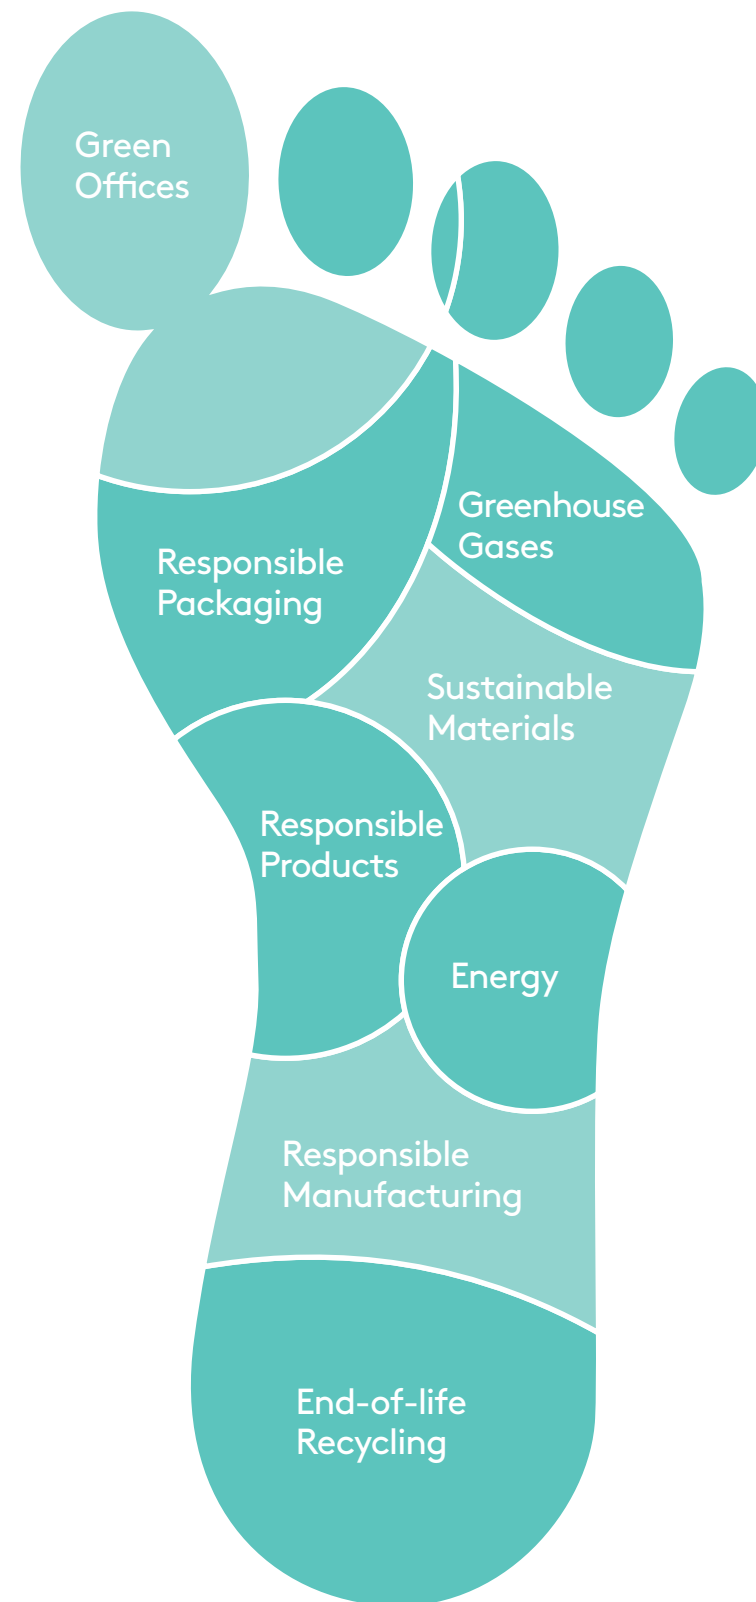 Green
Offices
Greenhouse
Gases
Responsible
Packaging
Sustainable
Materials
Responsible
Products
Energy
Responsible
Manufacturing
End-of-life
Recycling